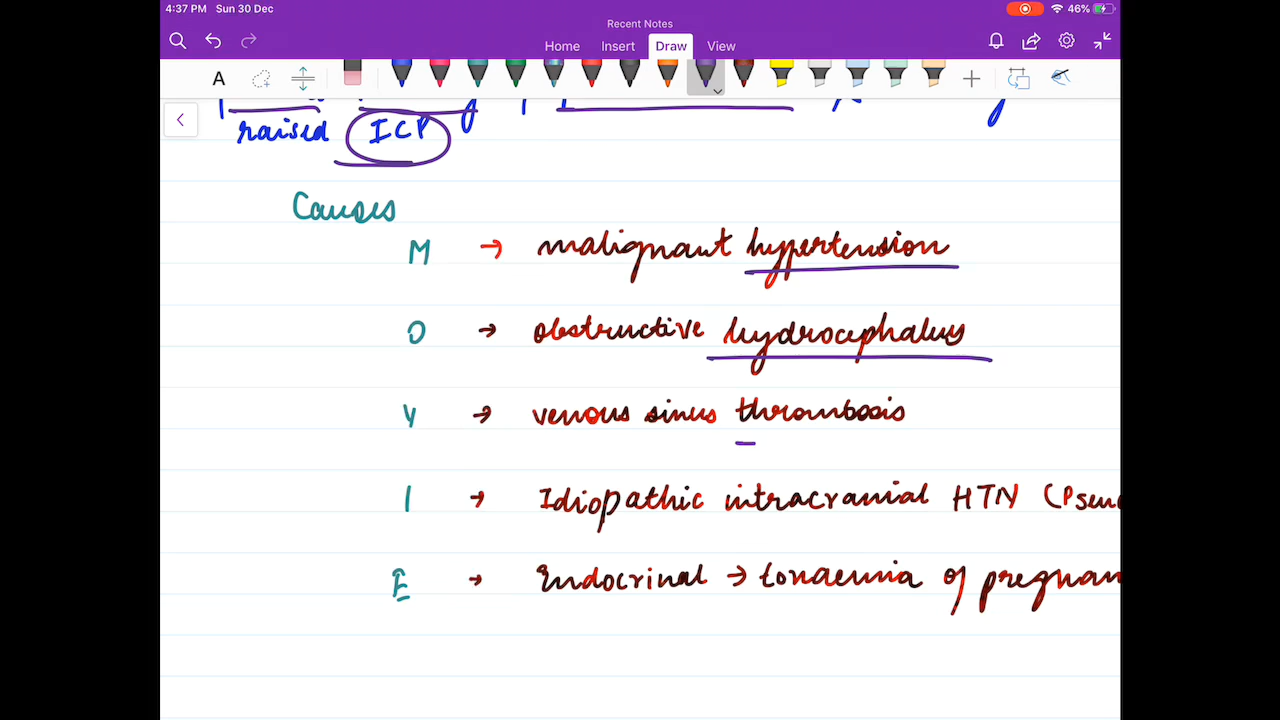 4:37 PM Sun 30 Dec
46%
Recent Notes
Home Insert Draw View
A
raised ICP
Causes
M → malignant hypertension
O → obstructive hydrocephalus
V → venous sinus thrombosis
I → Idiopathic intracranial HTN (Pseu
E → Endocrinal → toxaemia of pregnan